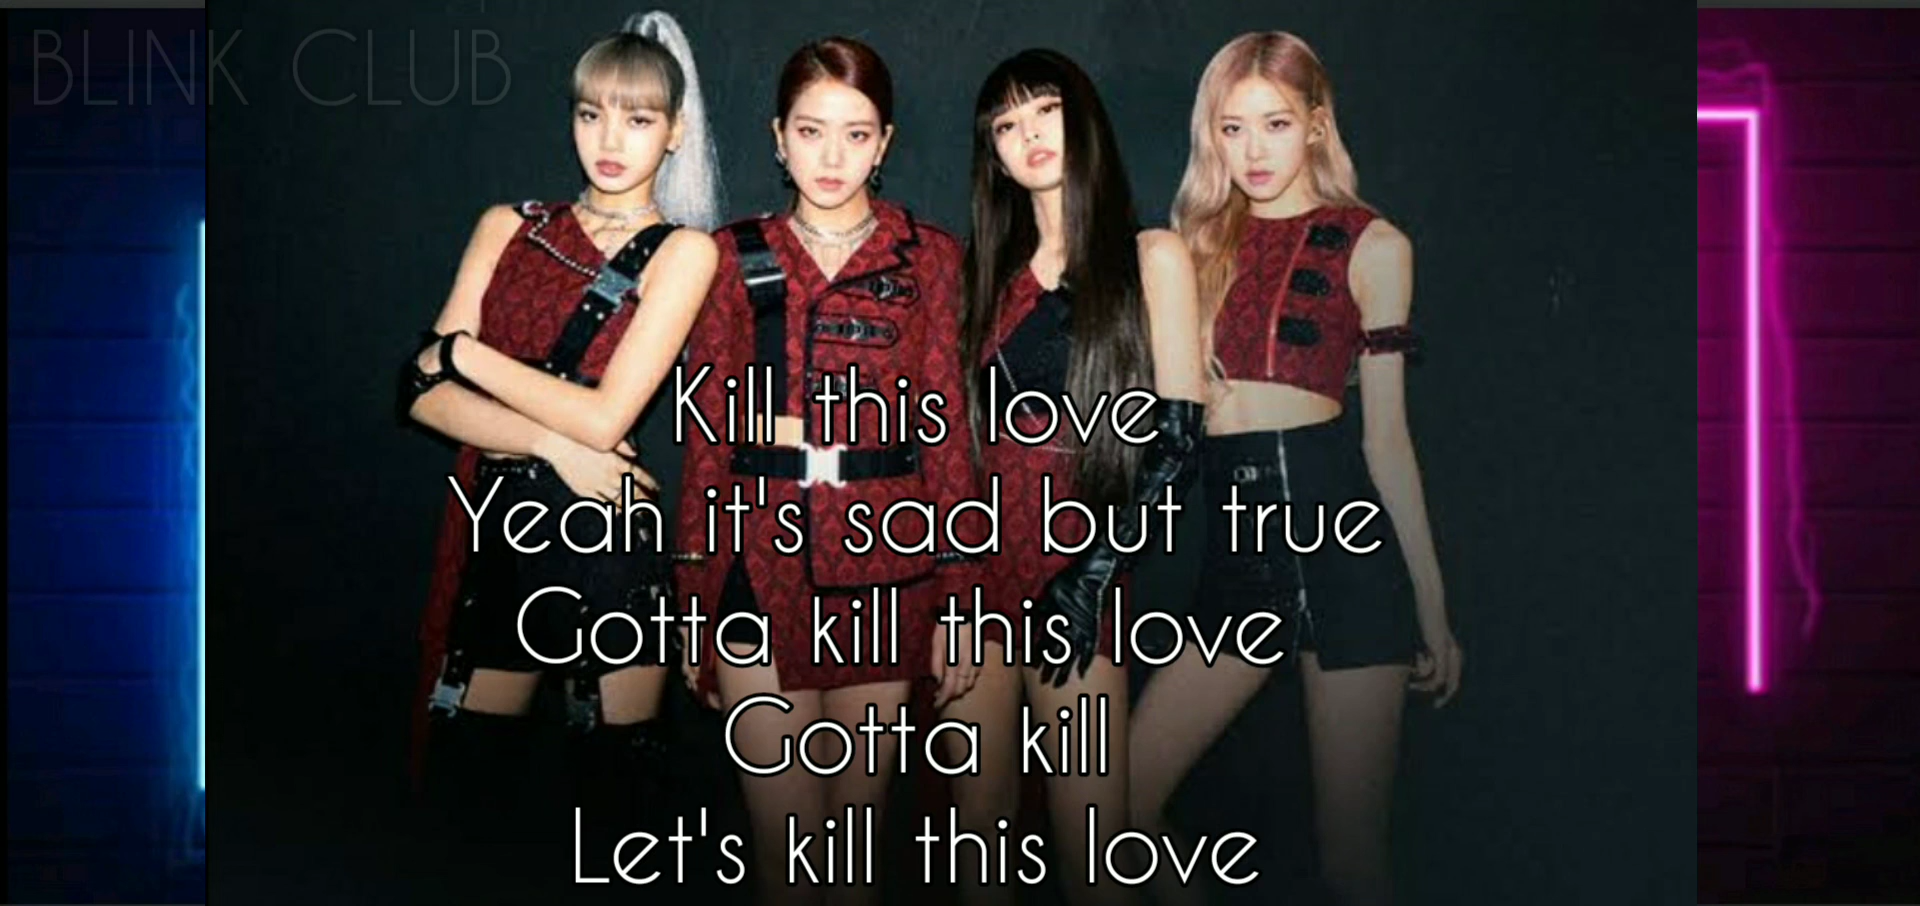 BLINK CLUB
Kill this love
Yeah it's sad but true
Gotta kill this love
Gotta kill
Let's kill this love